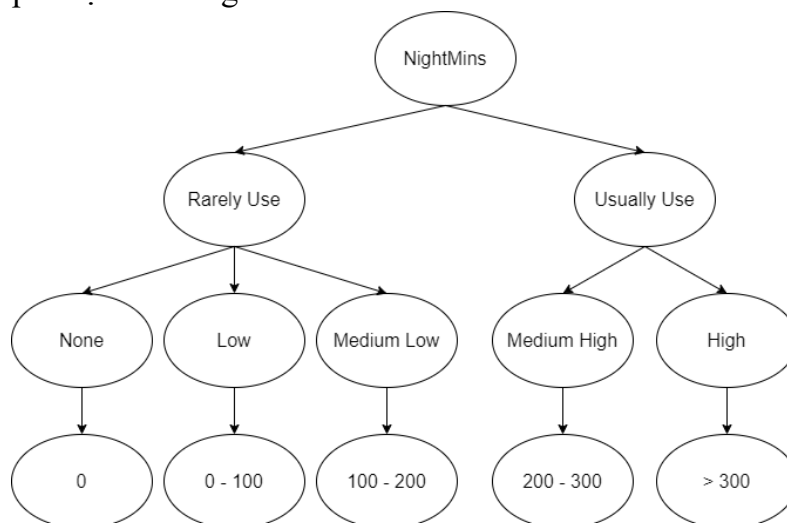 NightMins
Rarely Use
Usually Use
None
Low
Medium Low
Medium High
High
0
0 - 100
100 - 200
200 - 300
> 300